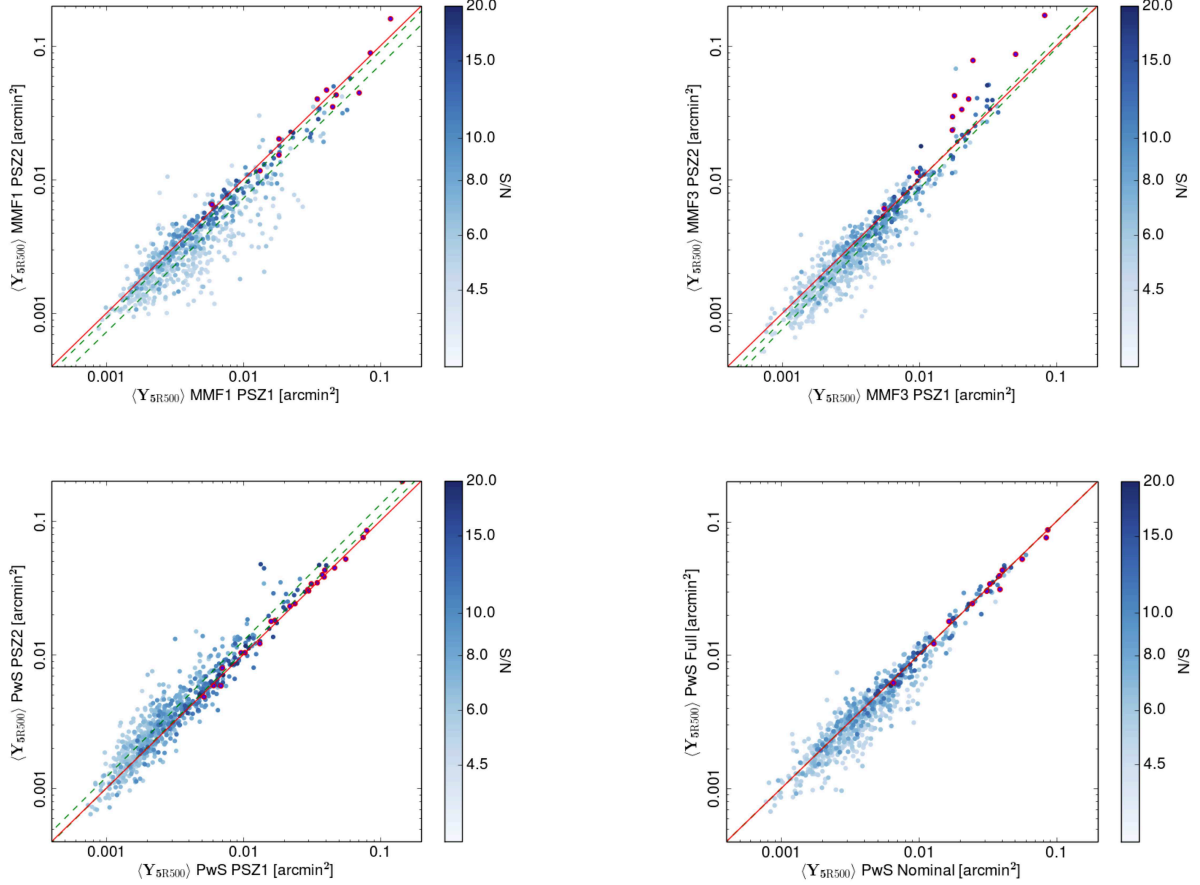 0.1
0.01
0.001
⟨Y5R500⟩ MMF1 PSZ2 [arcmin²]
0.001 0.01 0.1
⟨Y5R500⟩ MMF1 PSZ1 [arcmin²]
20.0
15.0
10.0
8.0
6.0
4.5
S/N
0.1
0.01
0.001
⟨Y5R500⟩ MMF3 PSZ2 [arcmin²]
0.001 0.01 0.1
⟨Y5R500⟩ MMF3 PSZ1 [arcmin²]
20.0
15.0
10.0
8.0
6.0
4.5
S/N
0.1
0.01
0.001
⟨Y5R500⟩ PwS PSZ2 [arcmin²]
0.001 0.01 0.1
⟨Y5R500⟩ PwS PSZ1 [arcmin²]
20.0
15.0
10.0
8.0
6.0
4.5
S/N
0.1
0.01
0.001
⟨Y5R500⟩ PwS Full [arcmin²]
0.001 0.01 0.1
⟨Y5R500⟩ PwS Nominal [arcmin²]
20.0
15.0
10.0
8.0
6.0
4.5
S/N